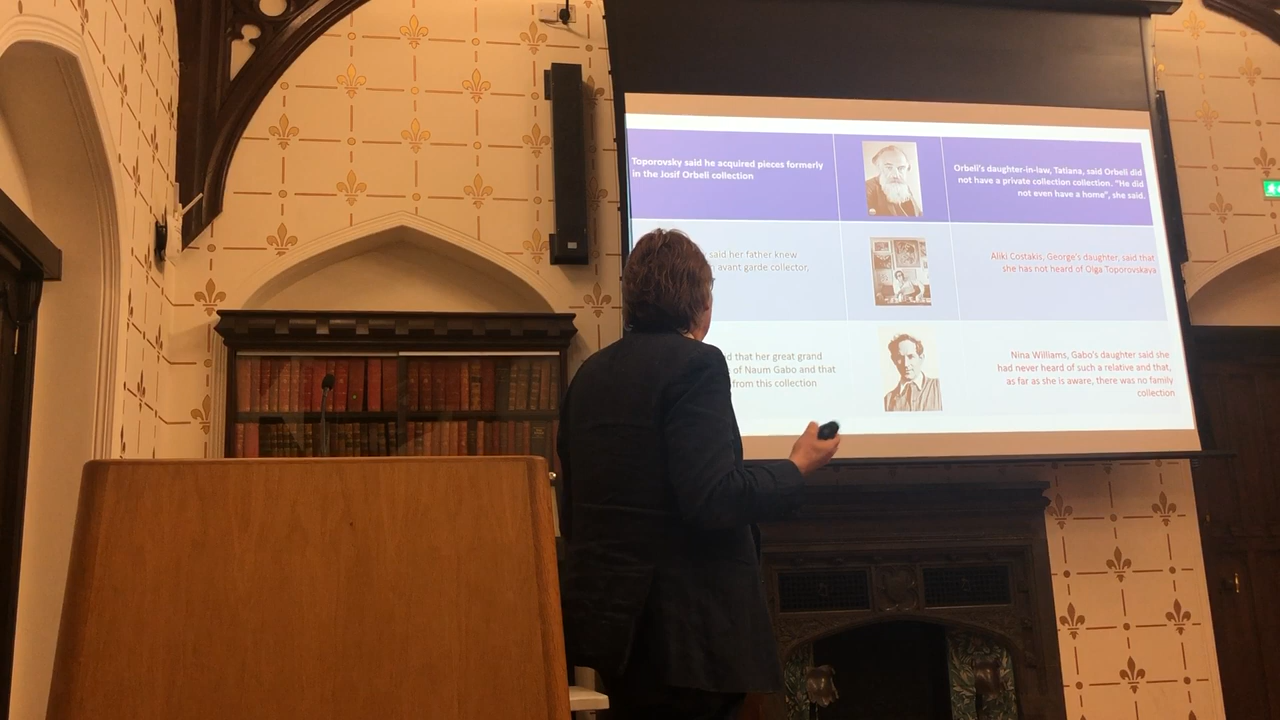 Toporovsky said he acquired pieces formerly
in the Josif Orbeli collection
Orbeli's daughter-in-law, Tatiana, said Orbeli did
not have a private collection collection. "He did
not even have a home", she said.
said her father knew
avant garde collector,
Aliki Costakis, George's daughter, said that
she has not heard of Olga Toporovskaya
that her great grand
of Naum Gabo and that
from this collection
Nina Williams, Gabo's daughter said she
had never heard of such a relative and that,
as far as she is aware, there was no family
collection